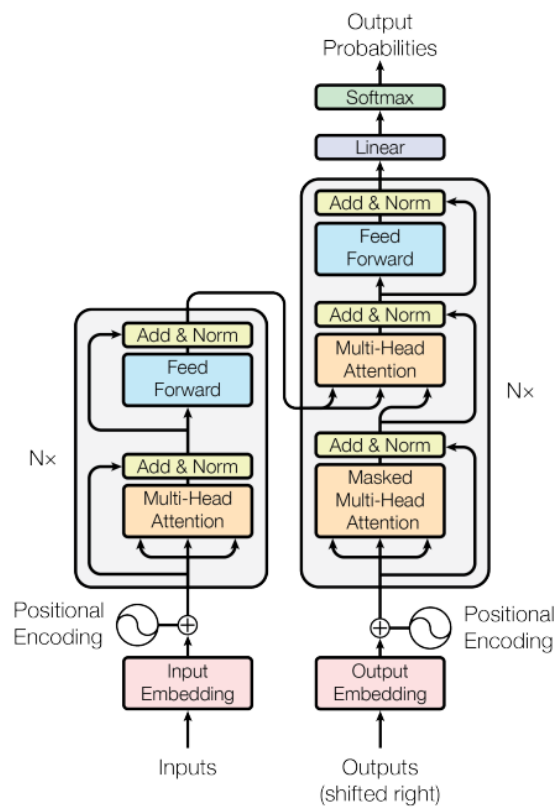 Output
Probabilities
Softmax
Linear
Add & Norm
Feed
Forward
Add & Norm
Multi-Head
Attention
Add & Norm
Masked
Multi-Head
Attention
N×
Add & Norm
Feed
Forward
Add & Norm
Multi-Head
Attention
N×
Positional
Encoding
Positional
Encoding
Input
Embedding
Output
Embedding
Inputs
Outputs
(shifted right)